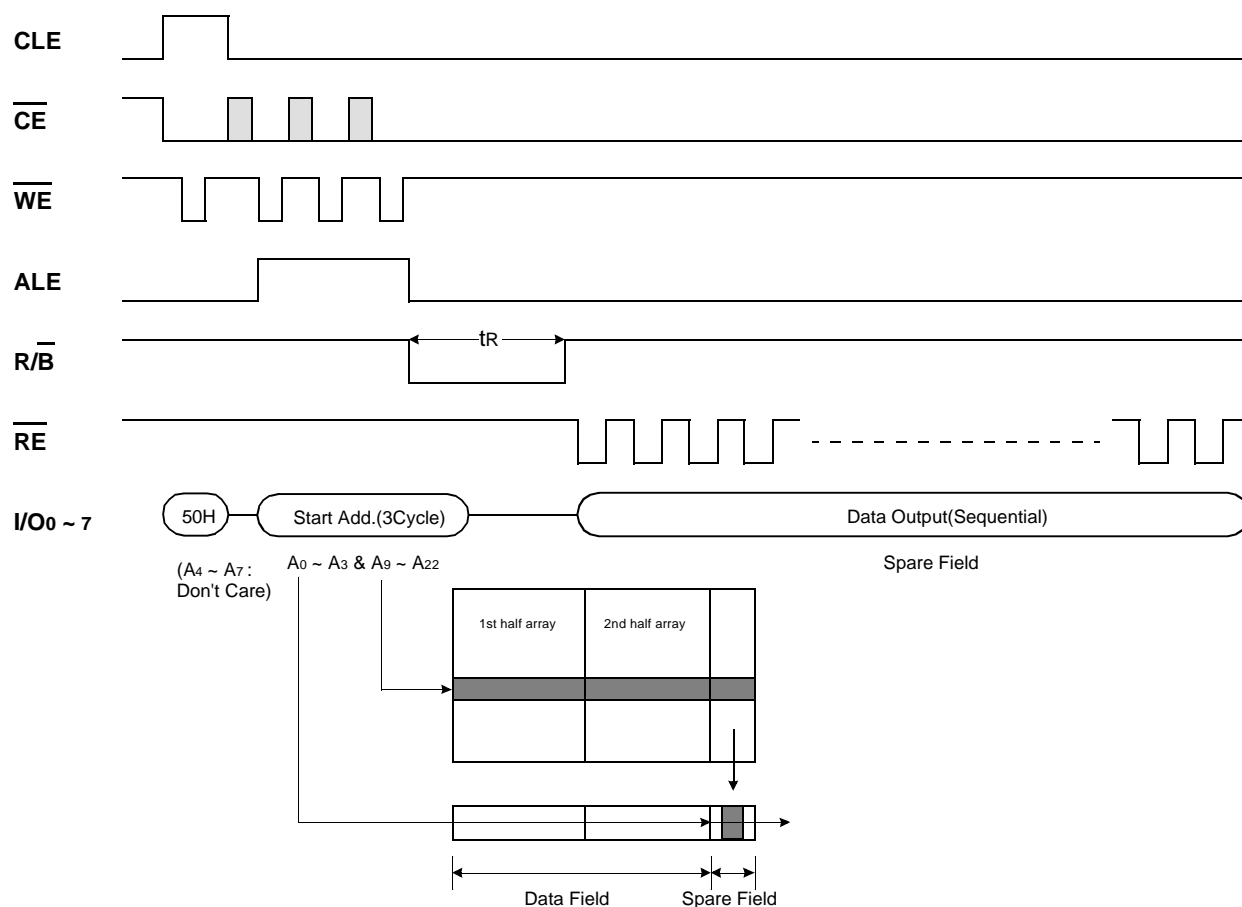 CLE
CE
WE
ALE
R/B
tR
RE
I/O0 ~ 7
50H
Start Add.(3Cycle)
Data Output(Sequential)
(A4 ~ A7 :
Don't Care)
A0 ~ A3 & A9 ~ A22
Spare Field
1st half array
2nd half array
Data Field
Spare Field